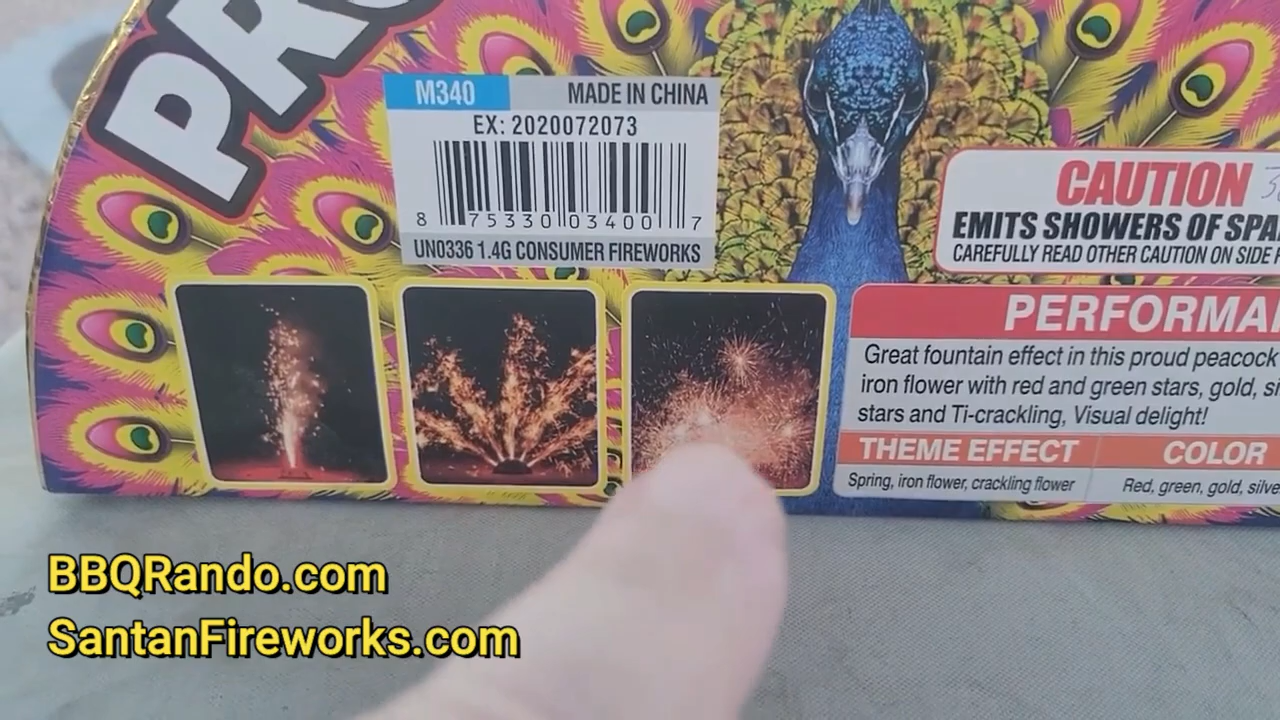 PR
M340 MADE IN CHINA
EX: 2020072073
8 75330 03400 7
UN0336 1.4G CONSUMER FIREWORKS
CAUTION
EMITS SHOWERS OF SPA
CAREFULLY READ OTHER CAUTION ON SIDE
PERFORMA
Great fountain effect in this proud peacock
iron flower with red and green stars, gold, si
stars and Ti-crackling, Visual delight!
THEME EFFECT COLOR
Spring, iron flower, crackling flower Red, green, gold, silve
BBQRando.com
SantanFireworks.com